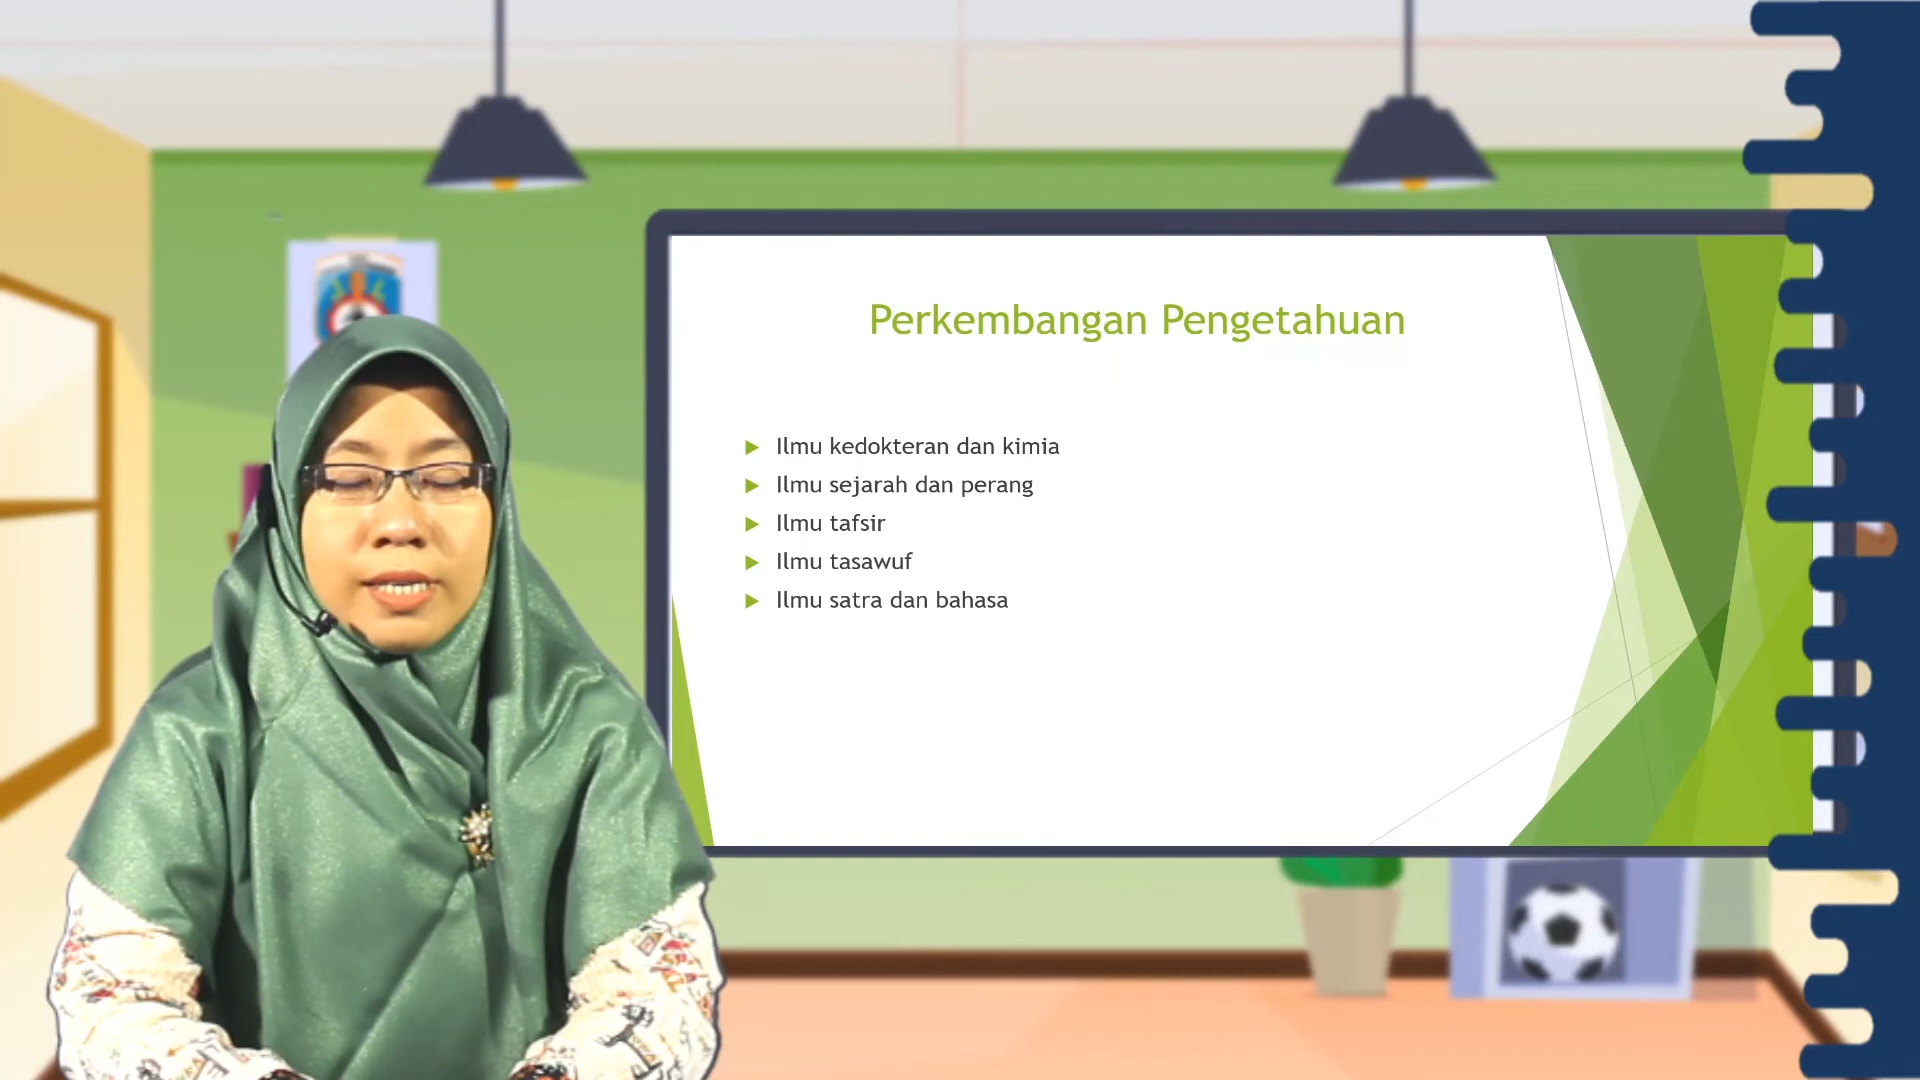 Perkembangan Pengetahuan
Ilmu kedokteran dan kimia
Ilmu sejarah dan perang
Ilmu tafsir
Ilmu tasawuf
Ilmu satra dan bahasa